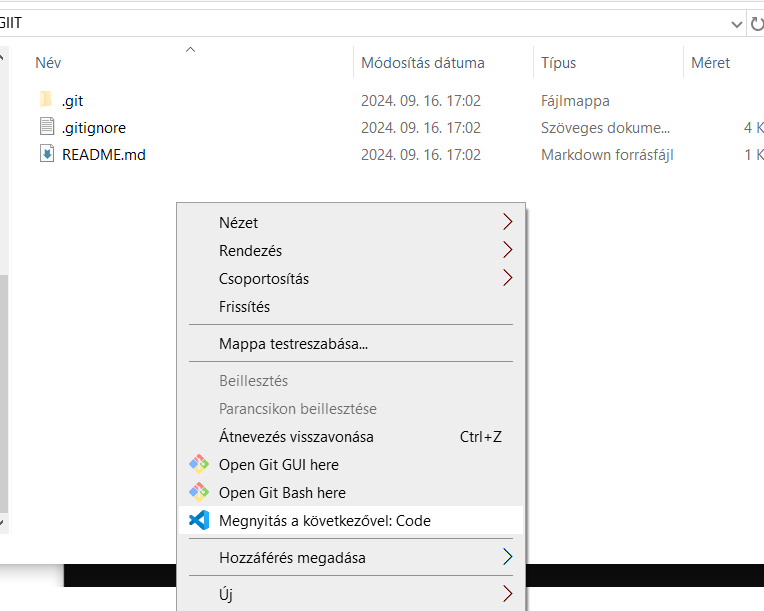 GIIT
Név Módosítás dátuma Típus Méret
.git 2024. 09. 16. 17:02 Fájlmappa
.gitignore 2024. 09. 16. 17:02 Szöveges dokume... 4 K
README.md 2024. 09. 16. 17:02 Markdown forrásfájl 1 K
Nézet
Rendezés
Csoportosítás
Frissítés
Mappa testreszabása...
Beillesztés
Parancsikon beillesztése
Átnevezés visszavonása Ctrl+Z
Open Git GUI here
Open Git Bash here
Megnyitás a következővel: Code
Hozzáférés megadása
Új